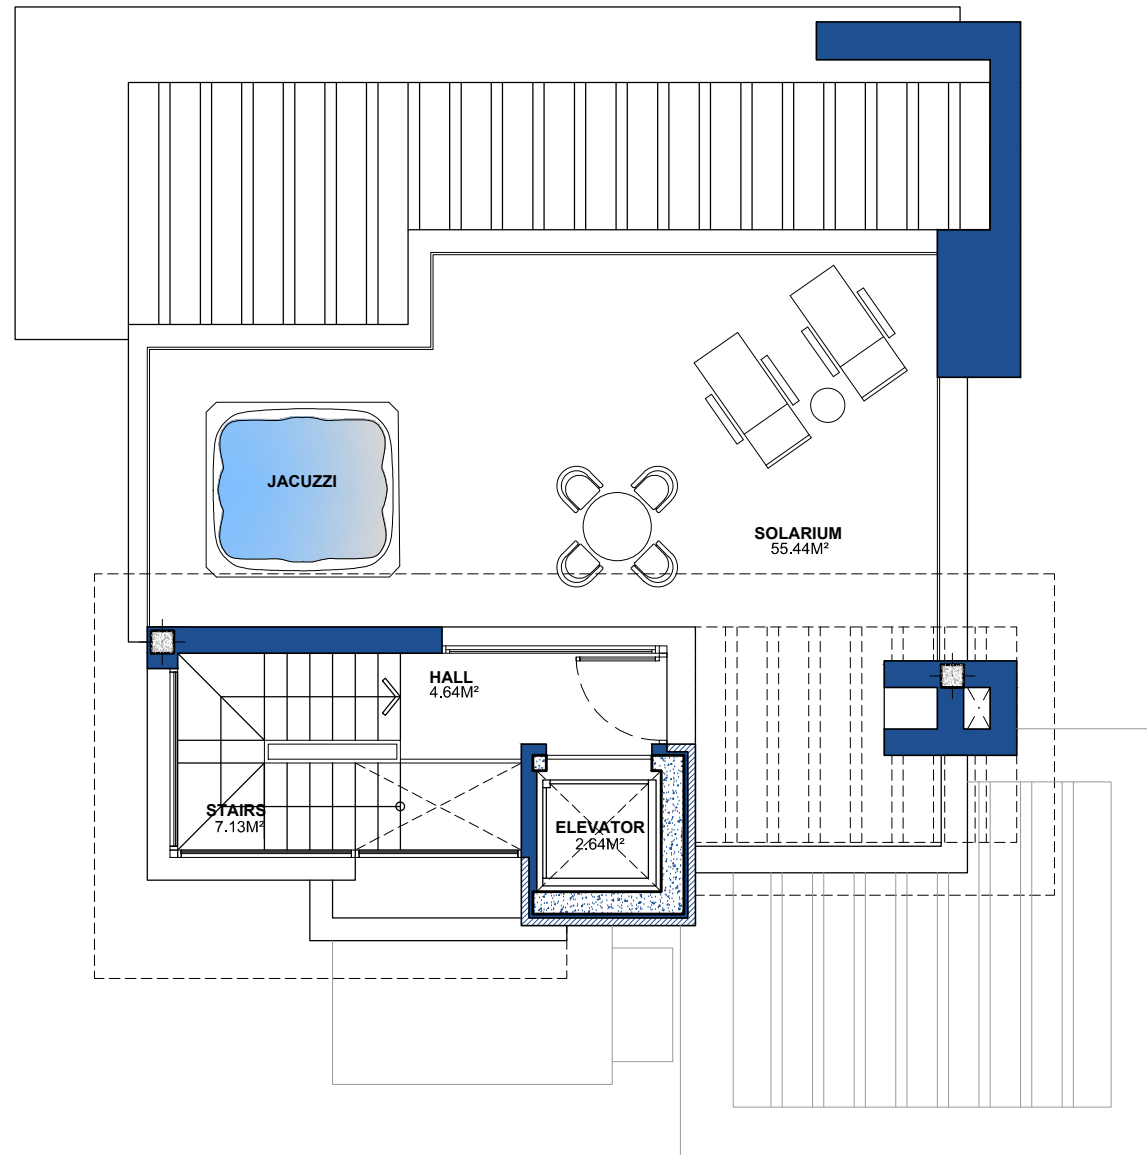 JACUZZI
SOLARIUM
55.44M²
HALL
4.64M²
STAIRS
7.13M²
ELEVATOR
2.64M²